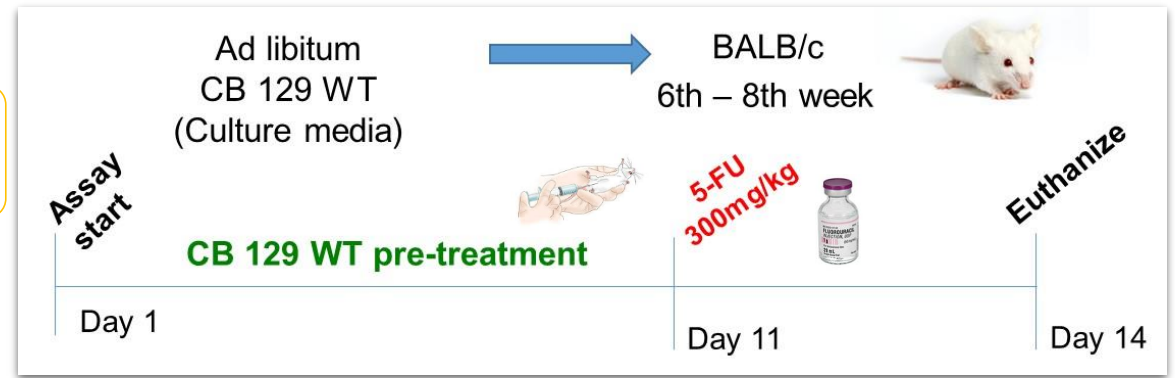 Ad libitum
CB 129 WT
(Culture media)
BALB/c
6th – 8th week
Assay
start
CB 129 WT pre-treatment
5-FU
300mg/kg
FLUOROURACIL
Euthanize
Day 1
Day 11
Day 14